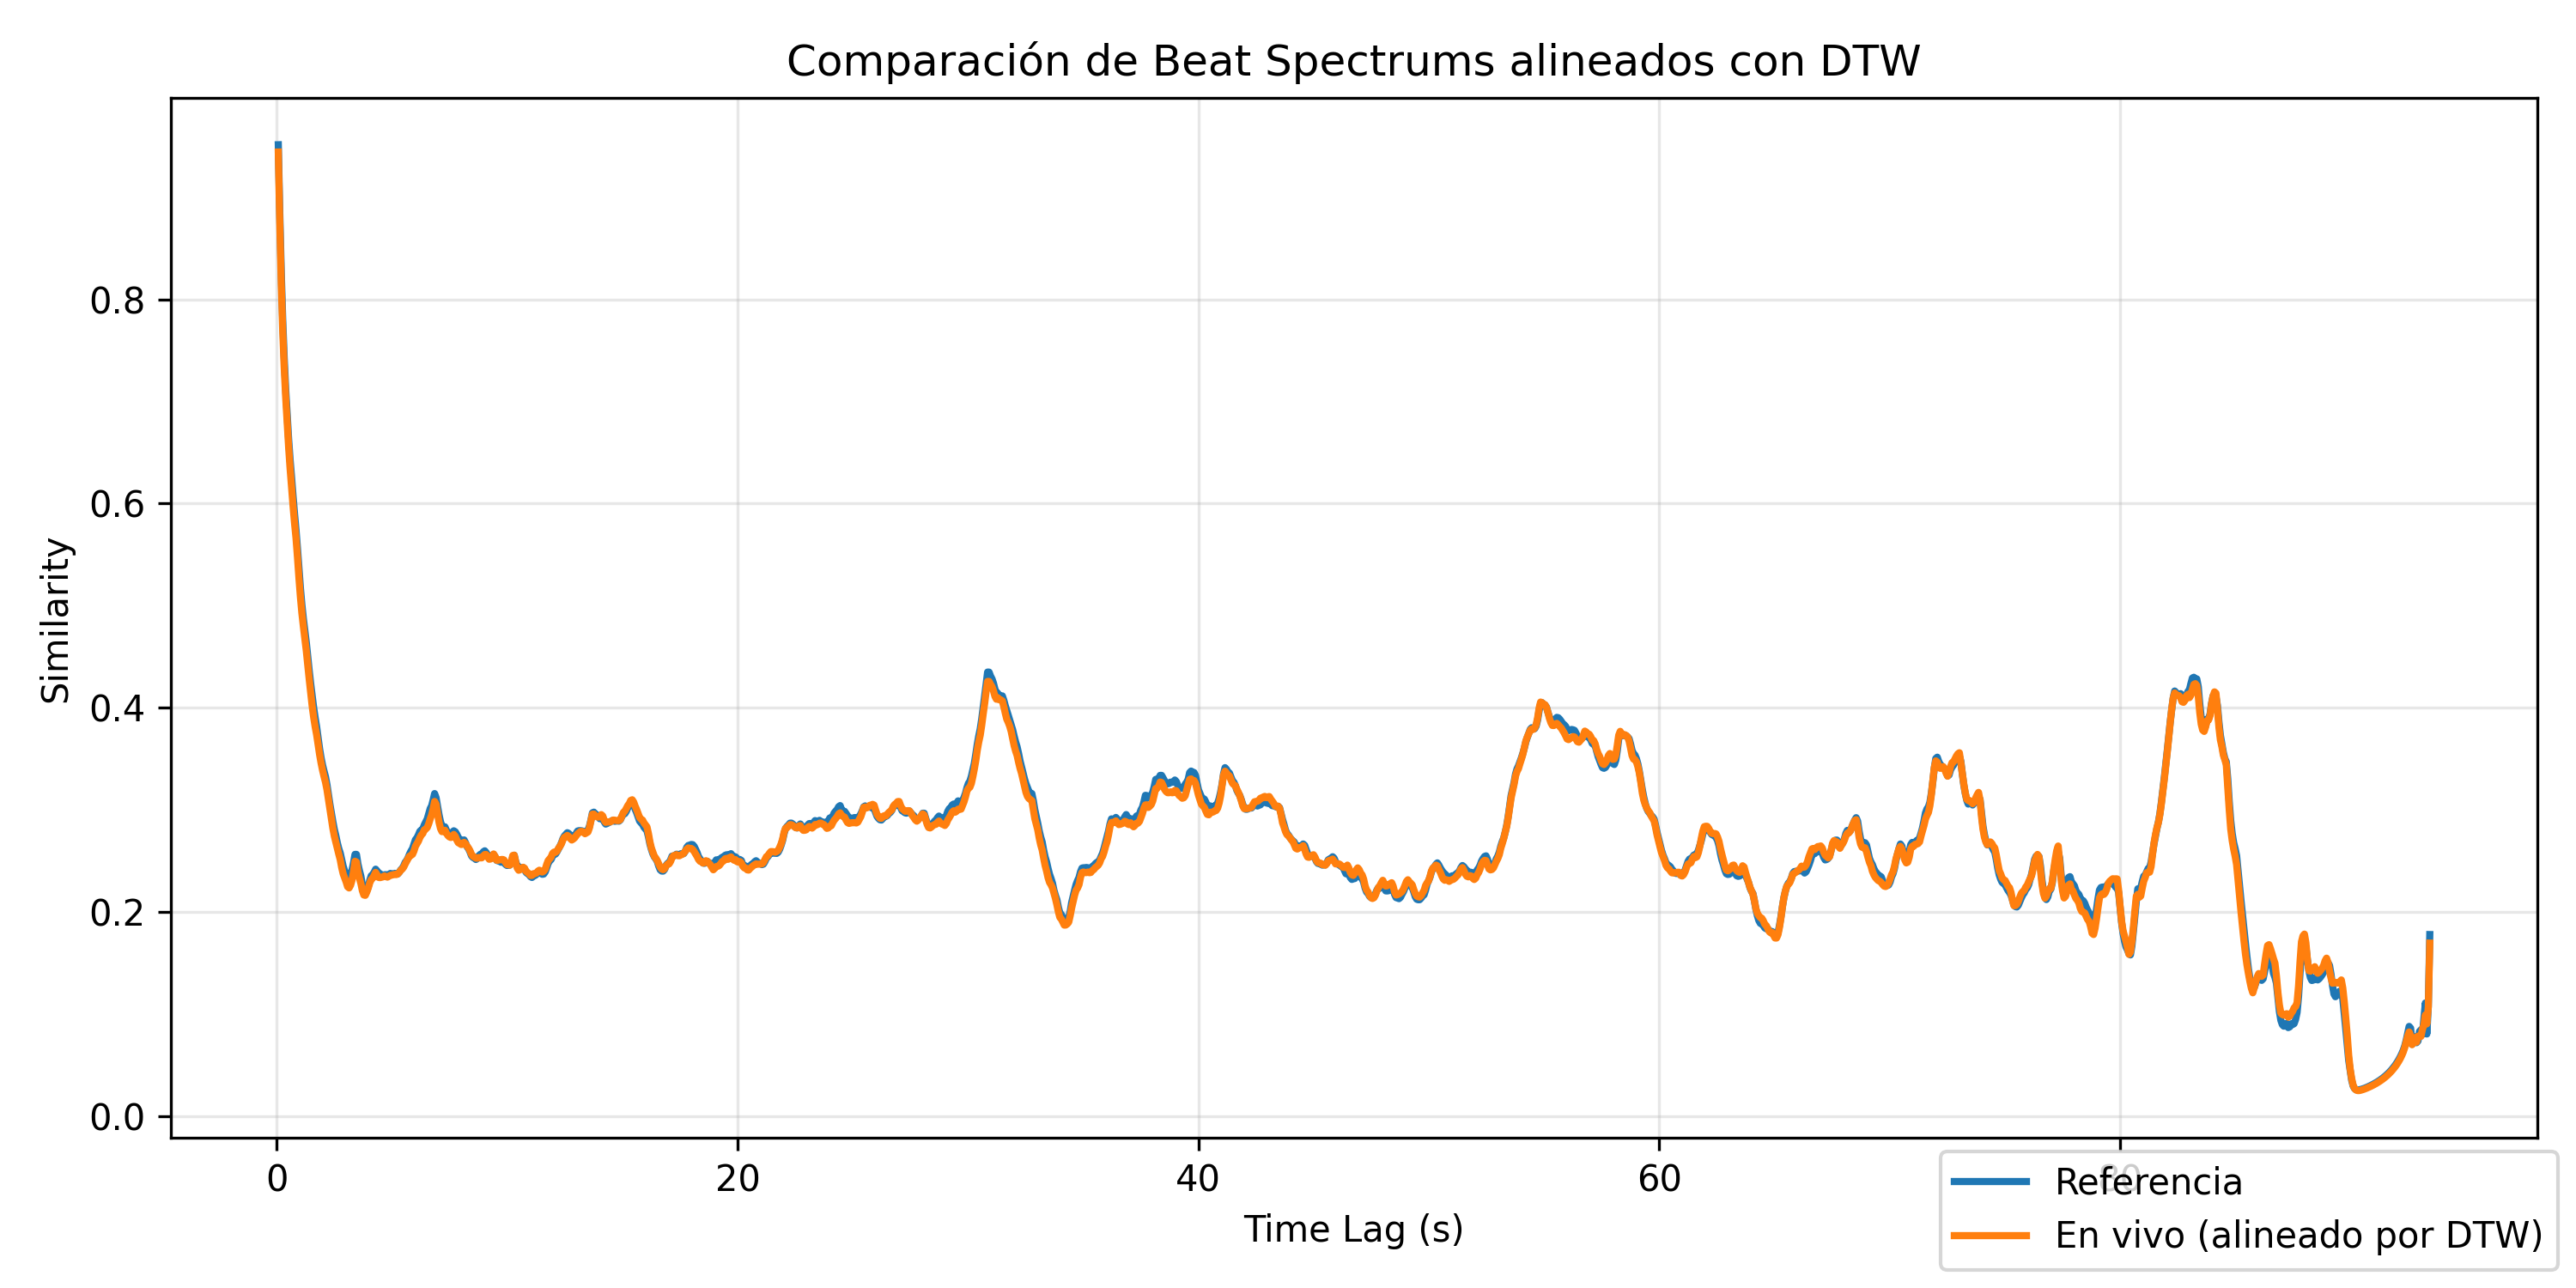 Comparación de Beat Spectrums alineados con DTW
Similarity
0.8
0.6
0.4
0.2
0.0
0 20 40 60 80
Time Lag (s)
Referencia
En vivo (alineado por DTW)